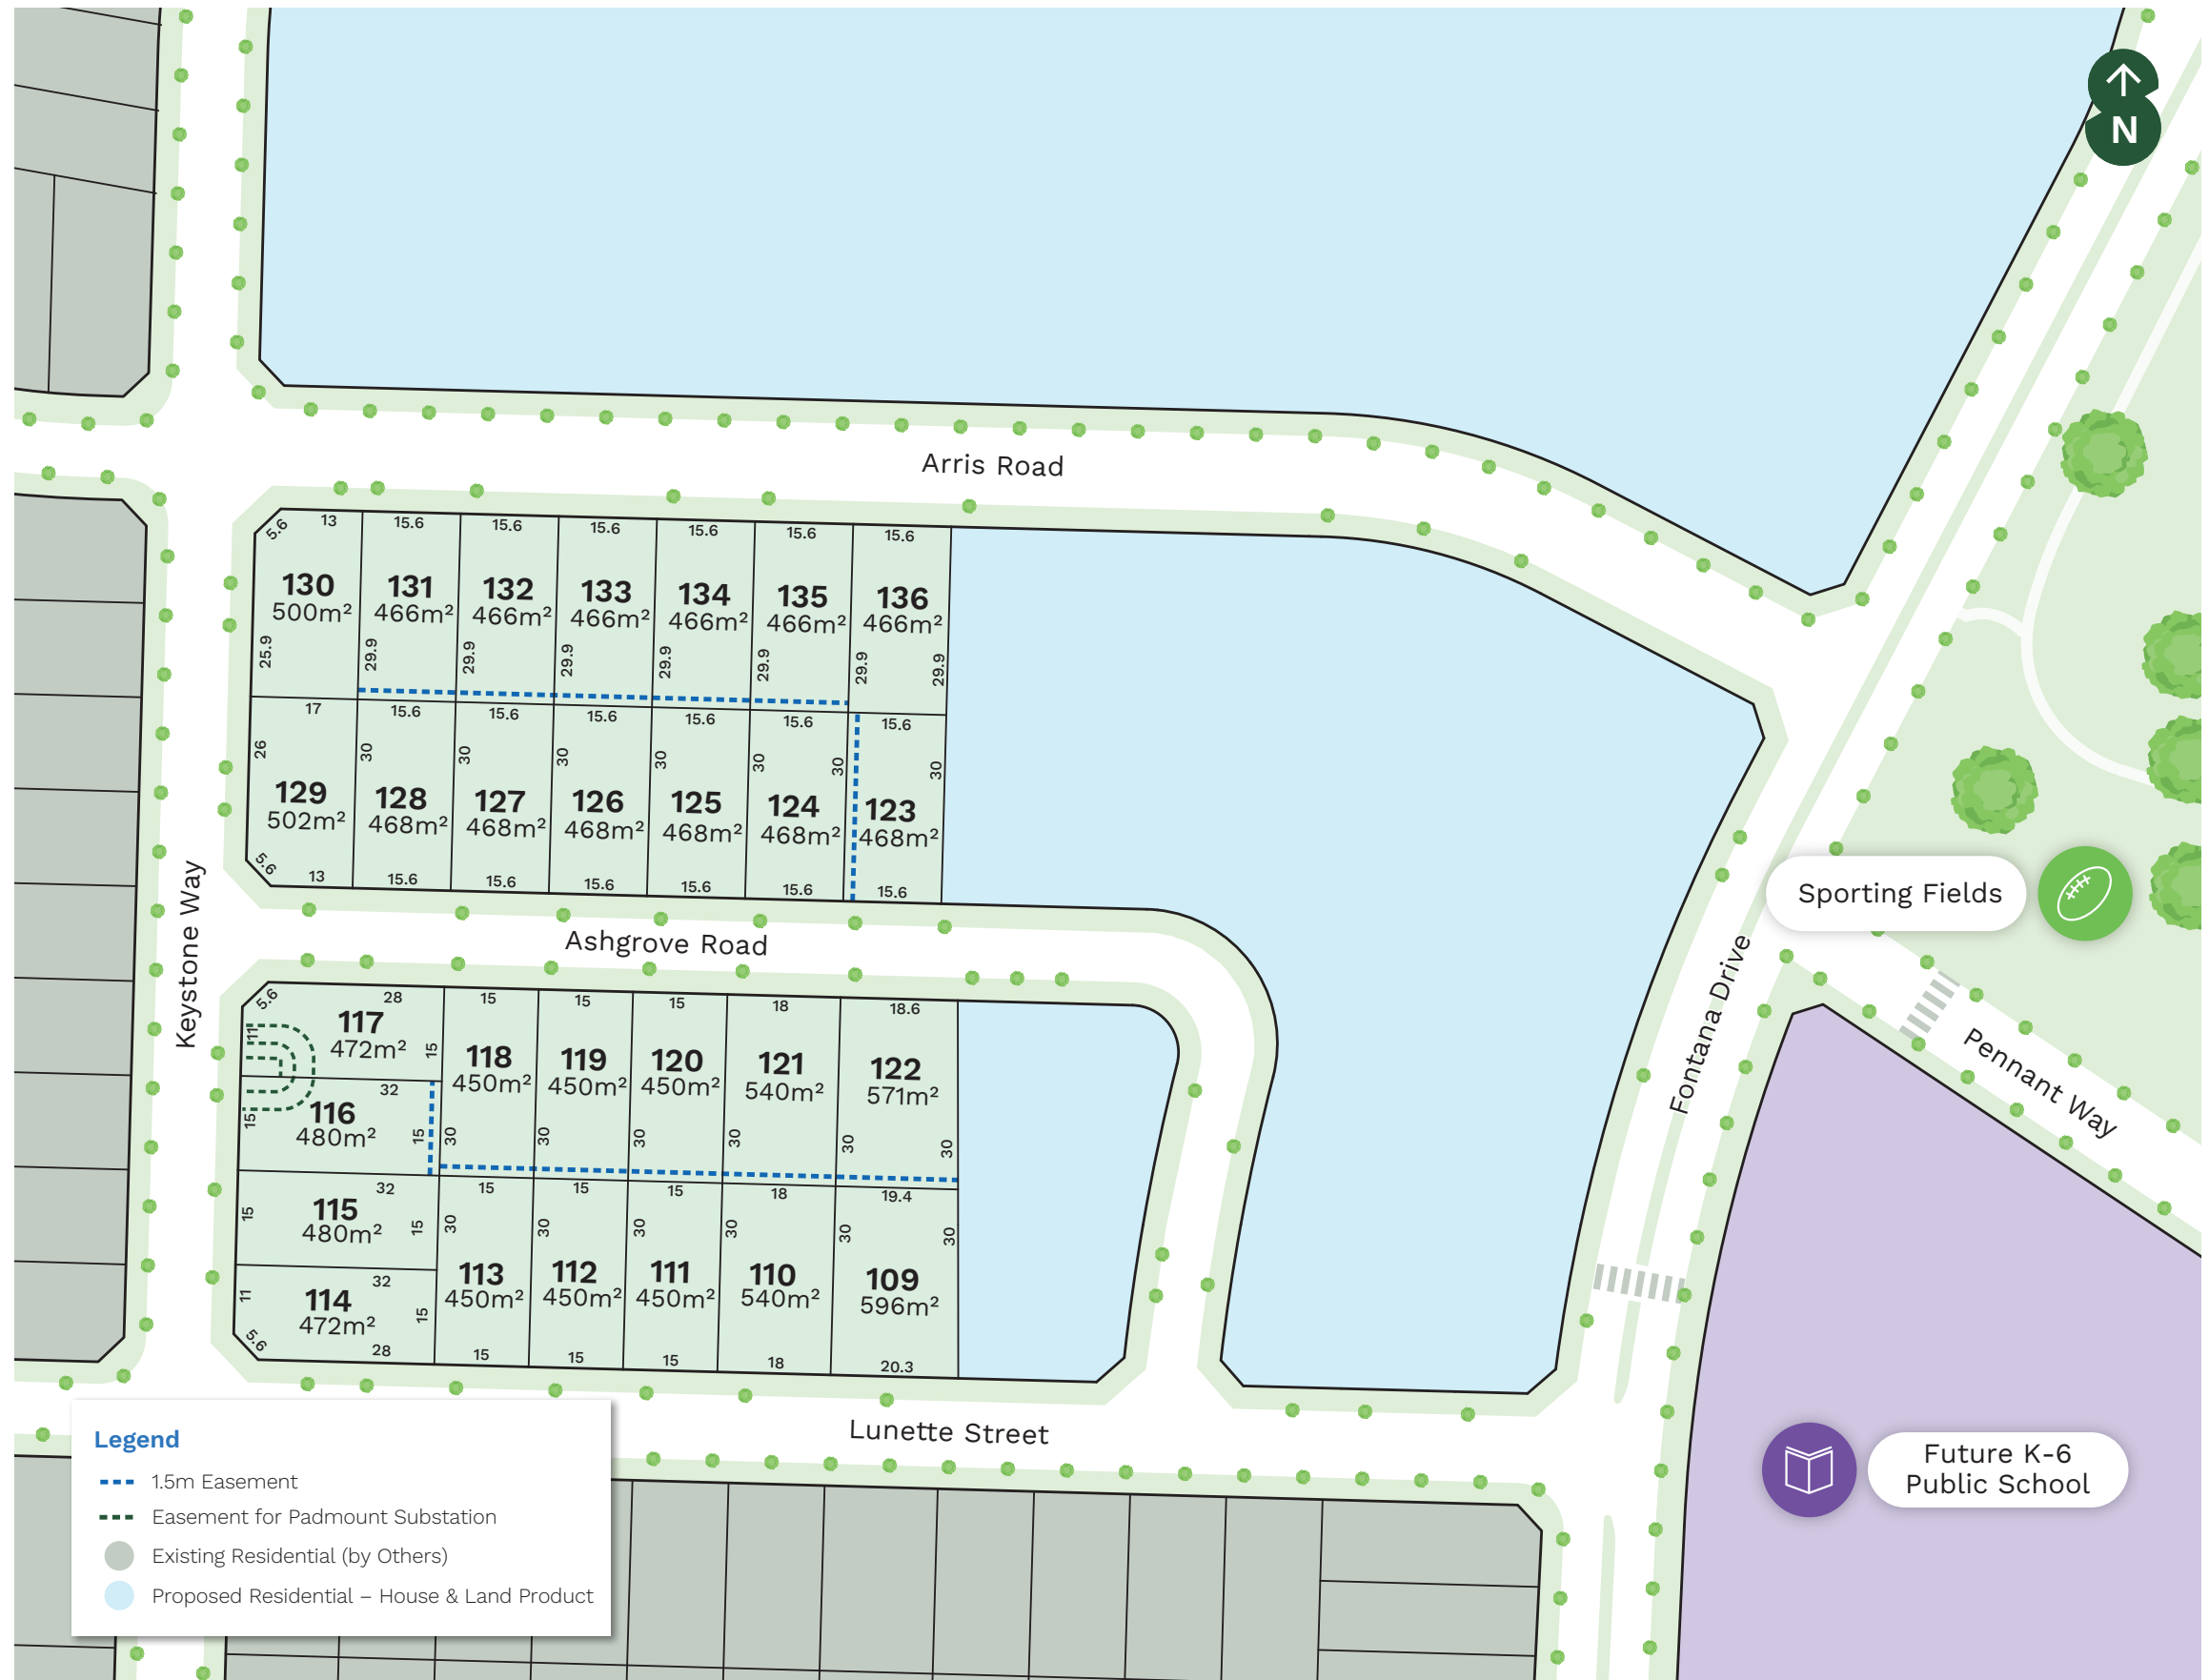 N
Arris Road
5.6
13
15.6
15.6
15.6
15.6
15.6
15.6
130
500m²
131
466m²
132
466m²
133
466m²
134
466m²
135
466m²
136
466m²
25.9
29.9
29.9
29.9
29.9
29.9
29.9
29.9
17
15.6
15.6
15.6
15.6
15.6
15.6
26
30
30
30
30
30
30
30
129
502m²
128
468m²
127
468m²
126
468m²
125
468m²
124
468m²
123
468m²
5.6
13
15.6
15.6
15.6
15.6
15.6
15.6
Keystone Way
Ashgrove Road
Fontana Drive
Sporting Fields
Pennant Way
5.6
28
15
15
15
18
18.6
11
117
472m²
15
118
450m²
119
450m²
120
450m²
121
540m²
122
571m²
32
116
480m²
15
15
30
30
30
30
30
30
32
15
15
15
18
19.4
115
480m²
15
15
30
30
30
30
30
30
32
114
472m²
11
15
113
450m²
112
450m²
111
450m²
110
540m²
109
596m²
5.6
28
15
15
15
18
20.3
Lunette Street
Future K-6
Public School
Legend
1.5m Easement
Easement for Padmount Substation
Existing Residential (by Others)
Proposed Residential – House & Land Product